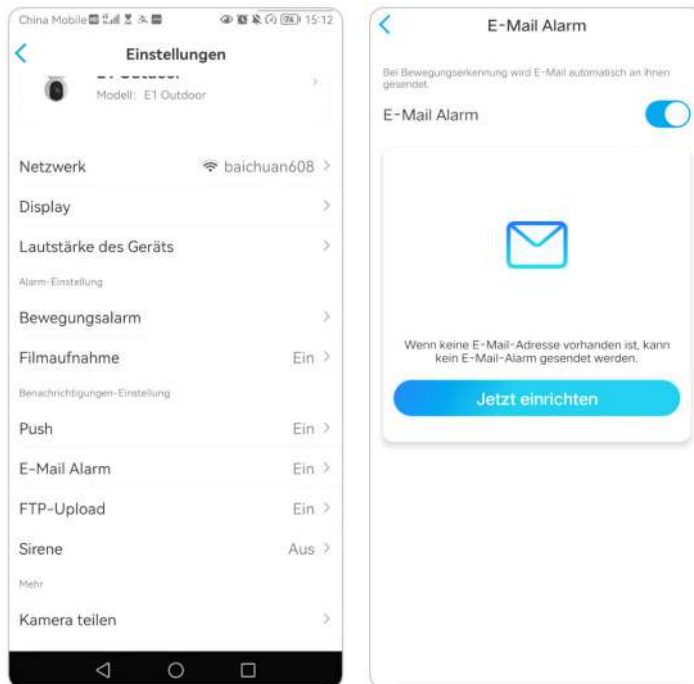 China Mobile
15:12
Einstellungen
Modell: E1 Outdoor
Netzwerk
baichuan608
Display
Lautstärke des Geräts
Alarm-Einstellung
Bewegungsalarm
Filmaufnahme
Ein
Benachrichtigungen-Einstellung
Push
Ein
E-Mail Alarm
Ein
FTP-Upload
Ein
Sirene
Aus
Mehr
Kamera teilen
E-Mail Alarm
Bei Bewegungserkennung wird E-Mail automatisch an Ihnen
gesendet.
E-Mail Alarm
Wenn keine E-Mail-Adresse vorhanden ist, kann
kein E-Mail-Alarm gesendet werden.
Jetzt einrichten